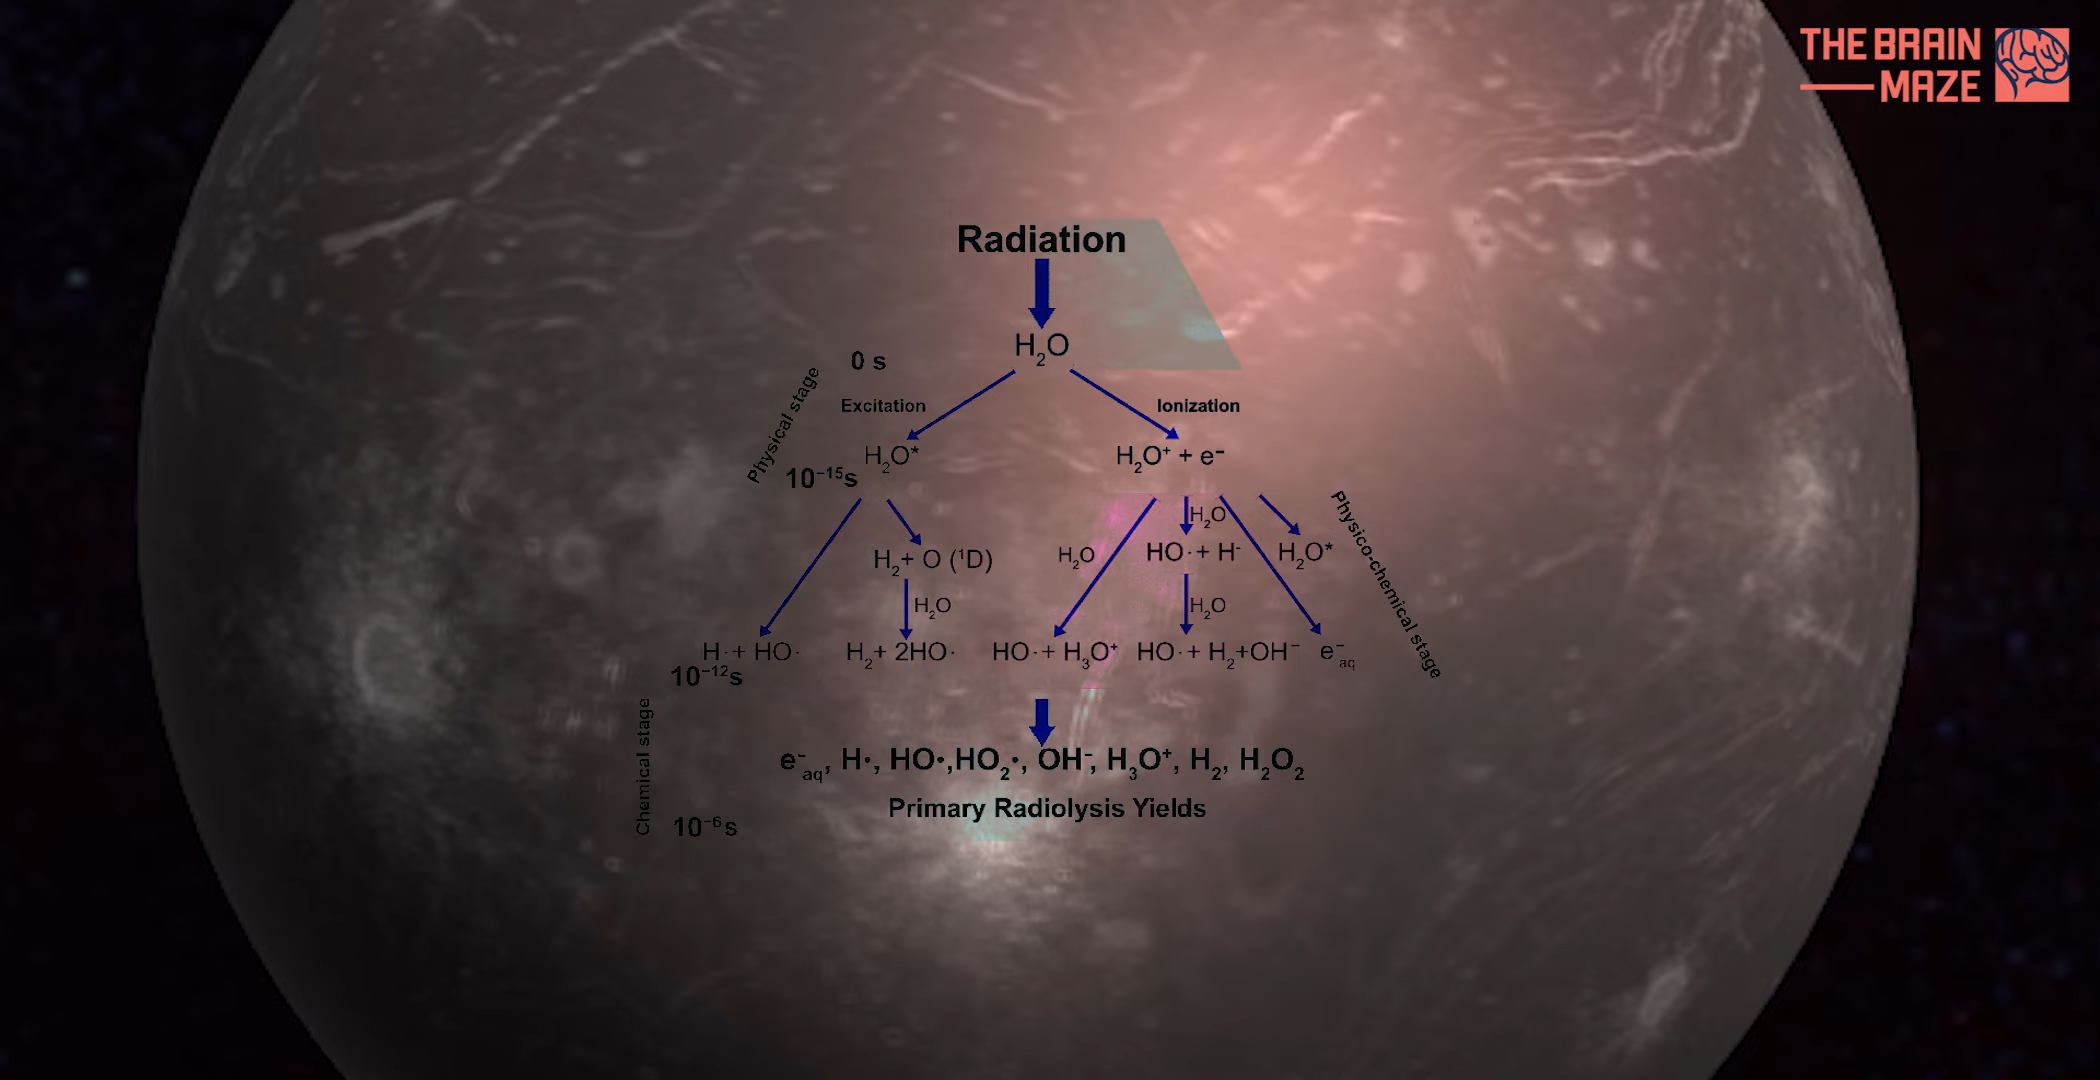 THE BRAIN
MAZE
Radiation
H₂O
0 s
Physical stage
Excitation
Ionization
H₂O*
H₂O⁺ + e⁻
10⁻¹⁵s
Physico-chemical stage
H₂O
H₂+ O (¹D)
H₂O
HO·+ H⁻
H₂O*
H₂O
H₂O
H·+ HO·
H₂+ 2HO·
HO·+ H₃O⁺
HO·+ H₂+OH⁻
e⁻aq
10⁻¹²s
Chemical stage
e⁻aq, H•, HO•,HO₂•, OH⁻, H₃O⁺, H₂, H₂O₂
Primary Radiolysis Yields
10⁻⁶s